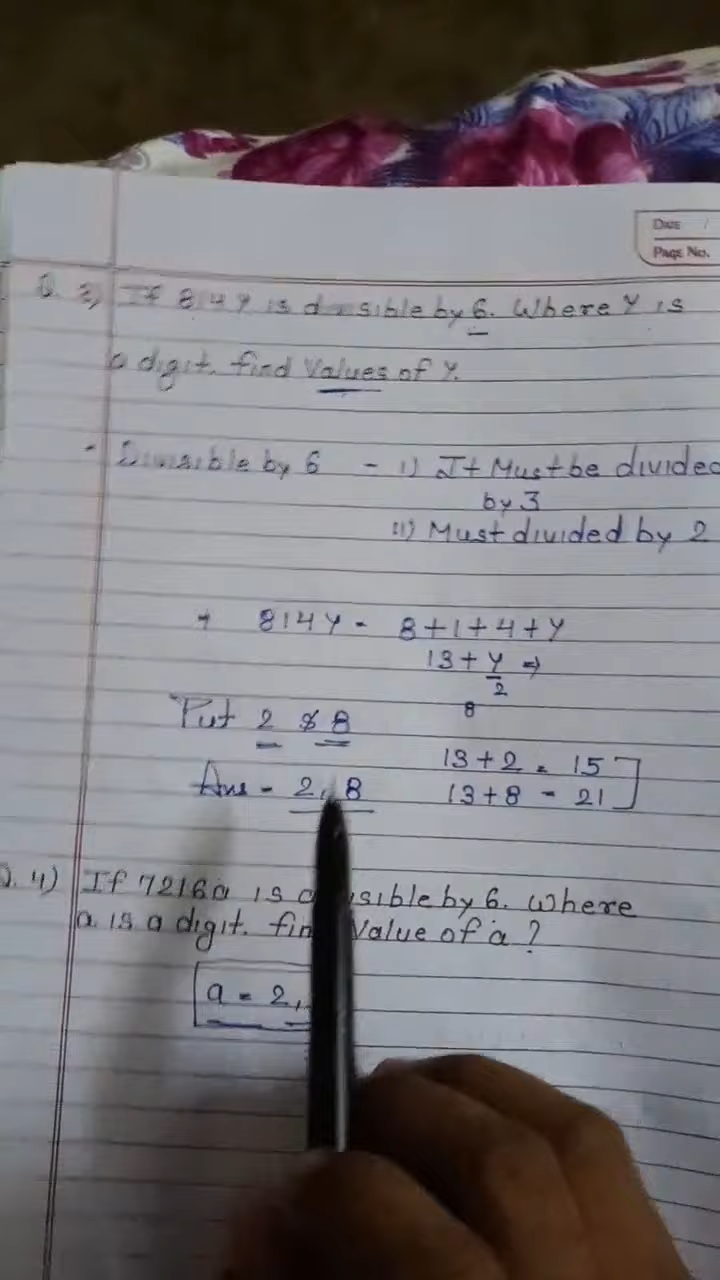 Date /
Page No.
Q. 3) If 814Y is divisible by 6. Where Y is
a digit. find Values of Y.
- Divisible by 6 - i) It Must be divided
by 3
ii) Must divided by 2
+ 814Y - 8+1+4+Y
13+Y ⇒
2
8
Put 2 & 8
13+2 = 15
Ans - 2, 8
13+8 - 21
Q. 4) If 7216a is divisible by 6. Where
a is a digit. find Value of a?
a = 2,